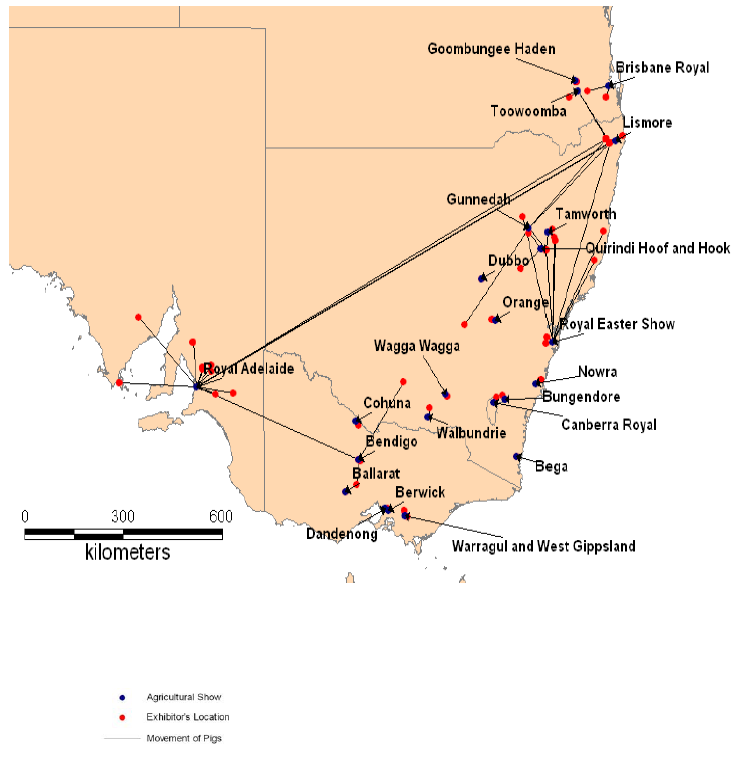 Goombungee Haden
Brisbane Royal
Toowoomba
Lismore
Gunnedah
Tamworth
Quirindi Hoof and Hook
Dubbo
Orange
Royal Easter Show
Wagga Wagga
Royal Adelaide
Nowra
Cohuna
Bungendore
Walbundrie
Canberra Royal
Bendigo
Bega
Ballarat
Berwick
0 300 600
kilometers
Dandenong
Warragul and West Gippsland
Agricultural Show
Exhibitor's Location
Movement of Pigs